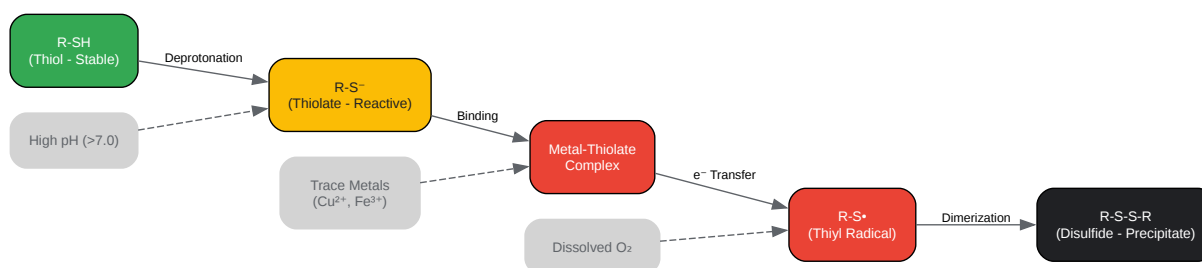 R-SH
(Thiol - Stable)
Deprotonation
High pH (>7.0)
R-S⁻
(Thiolate - Reactive)
Binding
Trace Metals
(Cu²⁺, Fe³⁺)
Metal-Thiolate
Complex
e⁻ Transfer
Dissolved O₂
R-S•
(Thiyl Radical)
Dimerization
R-S-S-R
(Disulfide - Precipitate)